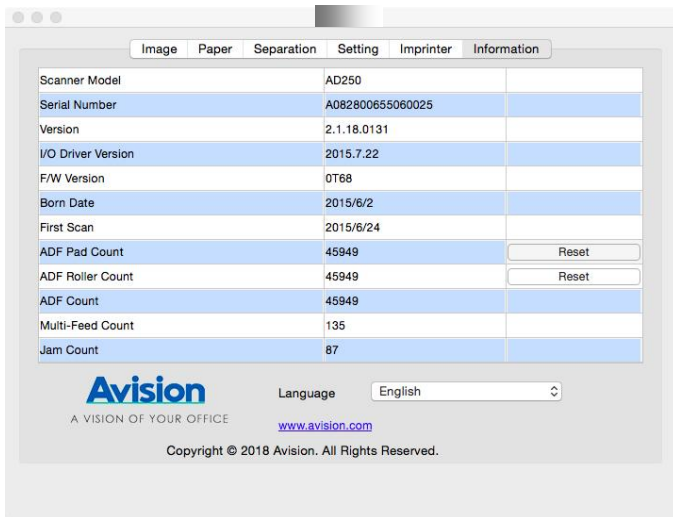 Image Paper Separation Setting Imprinter Information
Scanner Model AD250
Serial Number A082800655060025
Version 2.1.18.0131
I/O Driver Version 2015.7.22
F/W Version 0T68
Born Date 2015/6/2
First Scan 2015/6/24
ADF Pad Count 45949 Reset
ADF Roller Count 45949 Reset
ADF Count 45949
Multi-Feed Count 135
Jam Count 87
Avision
A VISION OF YOUR OFFICE
Language English
www.avision.com
Copyright © 2018 Avision. All Rights Reserved.